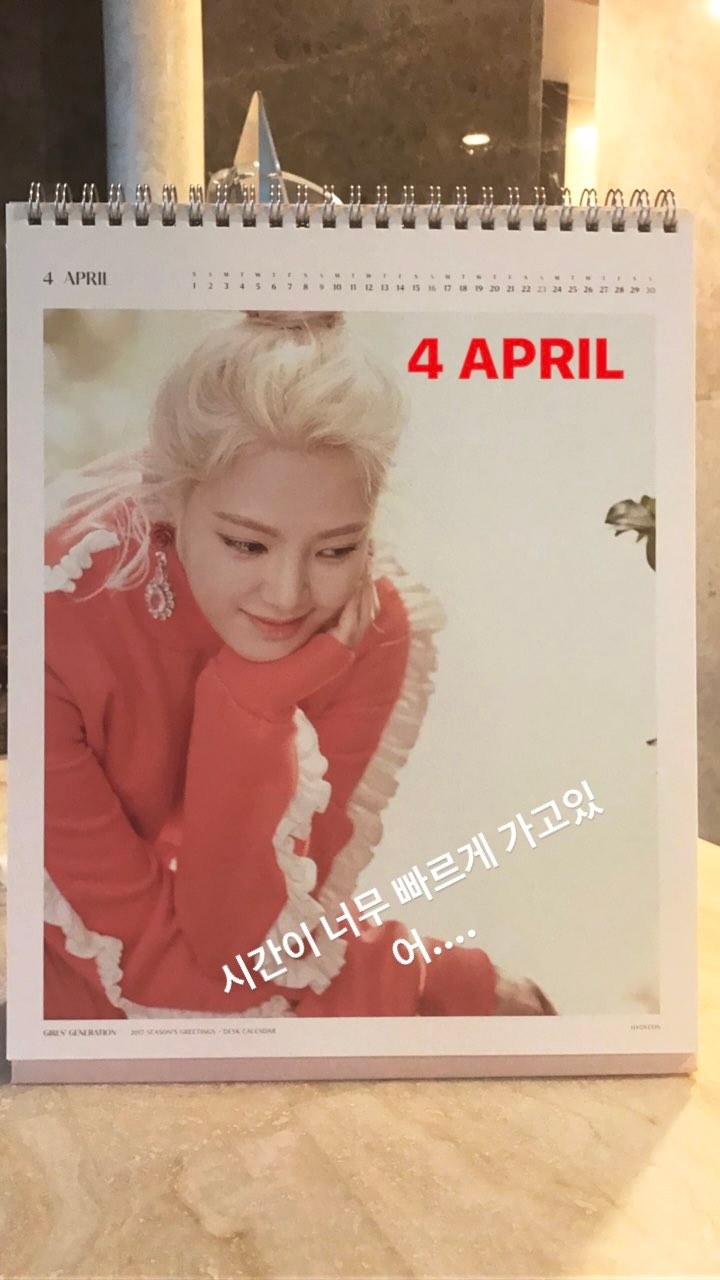 4 APRIL
S S M T W T F S S M T W T F S S M T W T F S S M T W T F S S
1 2 3 4 5 6 7 8 9 10 11 12 13 14 15 16 17 18 19 20 21 22 23 24 25 26 27 28 29 30
4 APRIL
시간이 너무 빠르게 가고있
어....
GIRLS' GENERATION 2017 SEASON'S GREETINGS - DESK CALENDAR
HYOYEON